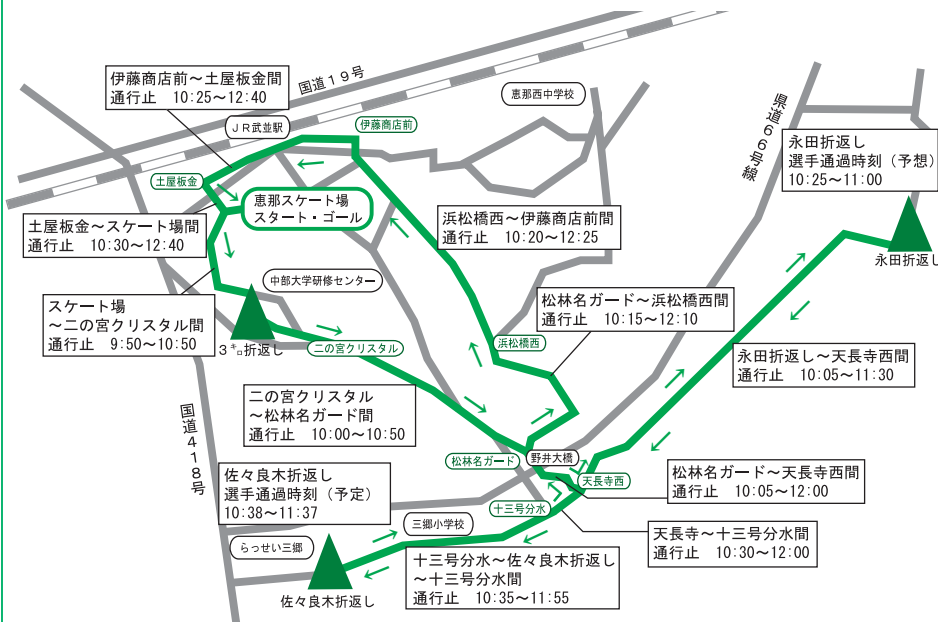 国道19号
恵那西中学校
県道66号線
伊藤商店前～土屋板金間
通行止　10:25～12:40
JR武並駅
伊藤商店前
永田折返し
選手通過時刻（予想）
10:25～11:00
土屋板金
恵那スケート場
スタート・ゴール
浜松橋西～伊藤商店前間
通行止　10:20～12:25
土屋板金～スケート場間
通行止　10:30～12:40
永田折返し
中部大学研修センター
松林名ガード～浜松橋西間
通行止　10:15～12:10
スケート場
～二の宮クリスタル間
通行止　9:50～10:50
3㌔折返し
二の宮クリスタル
浜松橋西
永田折返し～天長寺西間
通行止　10:05～11:30
二の宮クリスタル
～松林名ガード間
通行止　10:00～10:50
国道418号
松林名ガード
野井大橋
天長寺西
松林名ガード～天長寺西間
通行止　10:05～12:00
佐々良木折返し
選手通過時刻（予定）
10:38～11:37
十三号分水
三郷小学校
天長寺～十三号分水間
通行止　10:30～12:00
らっせい三郷
十三号分水～佐々良木折返し
～十三号分水間
通行止　10:35～11:55
佐々良木折返し